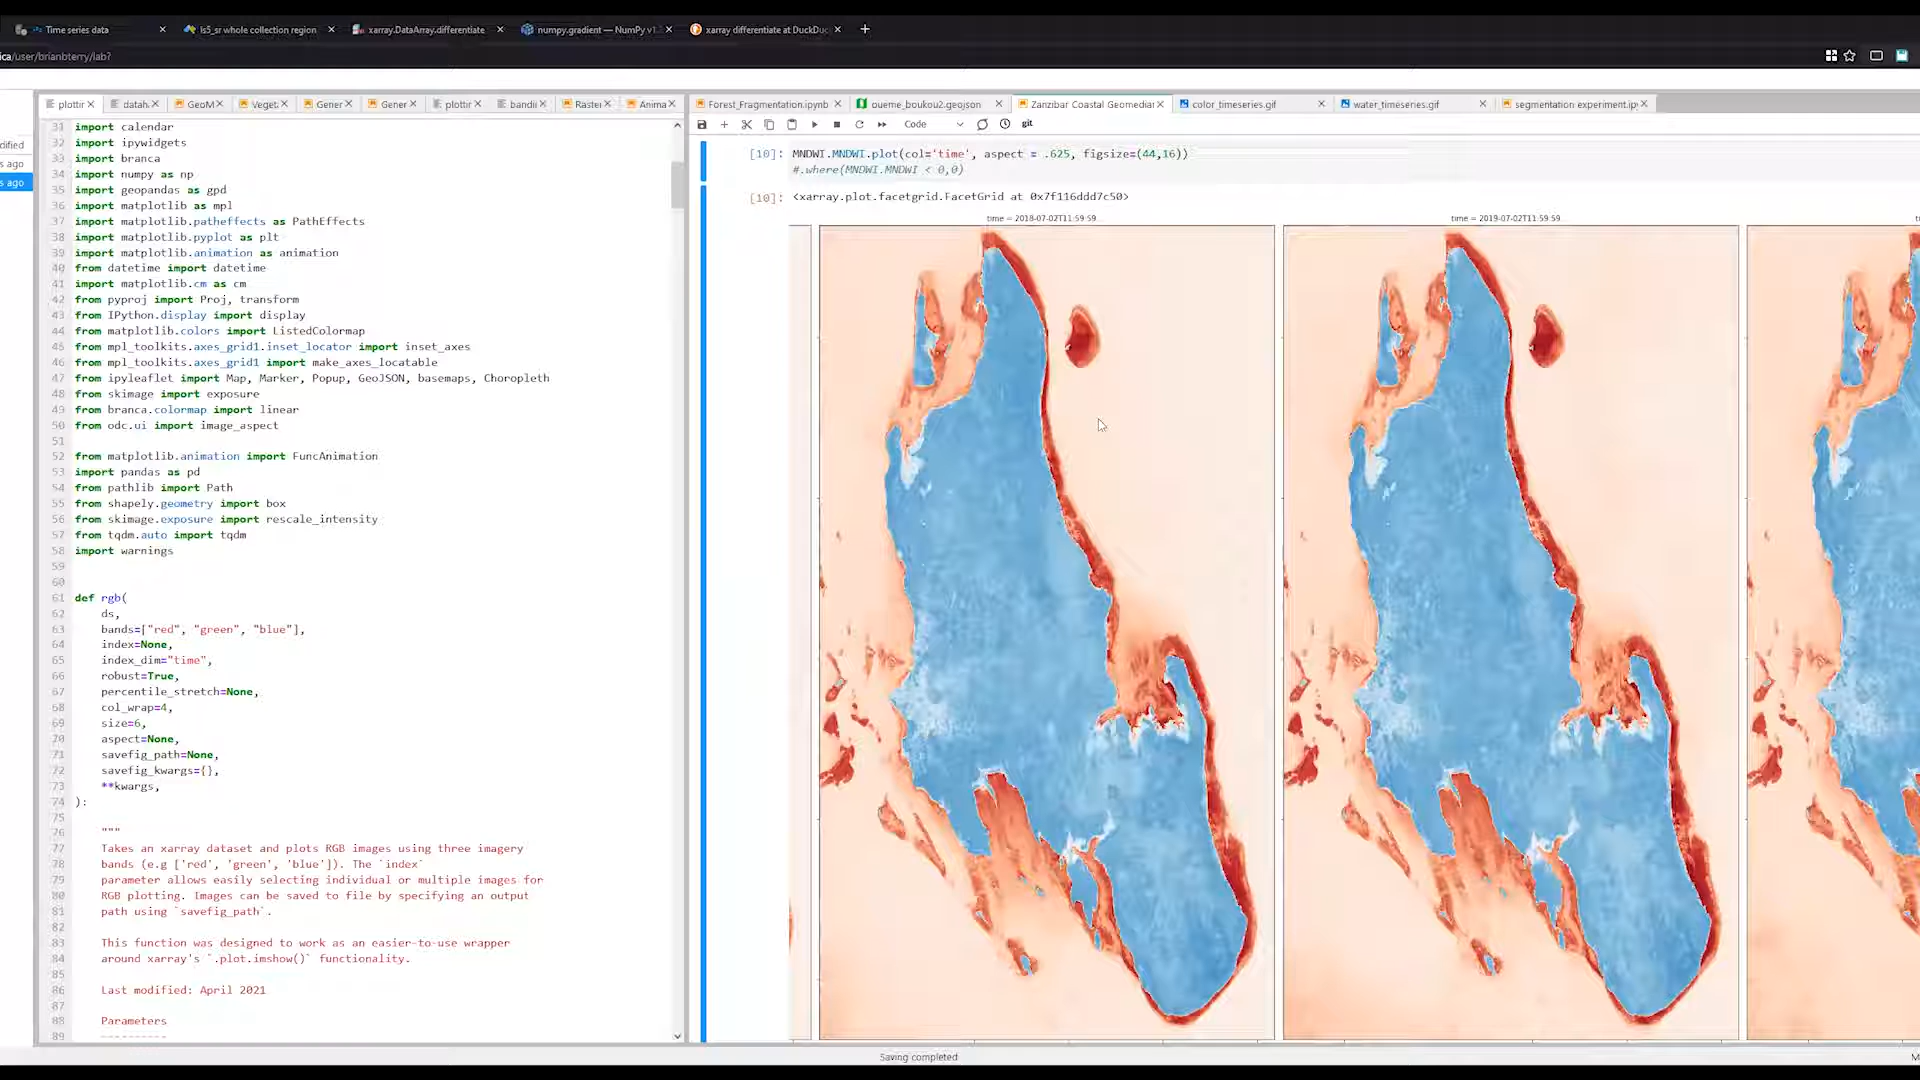 Time series data
ls5_sr whole collection region
xarray.DataArray.differentiate
numpy.gradient — NumPy v1.
xarray differentiate at DuckDuc
ica/user/brianbterry/lab?
plottir
datah.
GeoM
Veget
Gener
Gener
plottir
bandi
Raster
Anima
Forest_Fragmentation.ipynb
oueme_boukou2.geojson
Zanzibar Coastal Geomedian
color_timeseries.gif
water_timeseries.gif
segmentation experiment.ipy
Code
git
dified
s ago
s ago
31 import calendar
32 import ipywidgets
33 import branca
34 import numpy as np
35 import geopandas as gpd
36 import matplotlib as mpl
37 import matplotlib.patheffects as PathEffects
38 import matplotlib.pyplot as plt
39 import matplotlib.animation as animation
40 from datetime import datetime
41 import matplotlib.cm as cm
42 from pyproj import Proj, transform
43 from IPython.display import display
44 from matplotlib.colors import ListedColormap
45 from mpl_toolkits.axes_grid1.inset_locator import inset_axes
46 from mpl_toolkits.axes_grid1 import make_axes_locatable
47 from ipyleaflet import Map, Marker, Popup, GeoJSON, basemaps, Choropleth
48 from skimage import exposure
49 from branca.colormap import linear
50 from odc.ui import image_aspect
51
52 from matplotlib.animation import FuncAnimation
53 import pandas as pd
54 from pathlib import Path
55 from shapely.geometry import box
56 from skimage.exposure import rescale_intensity
57 from tqdm.auto import tqdm
58 import warnings
59
60
61 def rgb(
62 ds,
63 bands=["red", "green", "blue"],
64 index=None,
65 index_dim="time",
66 robust=True,
67 percentile_stretch=None,
68 col_wrap=4,
69 size=6,
70 aspect=None,
71 savefig_path=None,
72 savefig_kwargs={},
73 **kwargs,
74 ):
75
76 """
77 Takes an xarray dataset and plots RGB images using three imagery
78 bands (e.g ['red', 'green', 'blue']). The `index`
79 parameter allows easily selecting individual or multiple images for
80 RGB plotting. Images can be saved to file by specifying an output
81 path using `savefig_path`.
82
83 This function was designed to work as an easier-to-use wrapper
84 around xarray's `.plot.imshow()` functionality.
85
86 Last modified: April 2021
87
88 Parameters
89 ----------
[10]: MNDWI.MNDWI.plot(col='time', aspect = .625, figsize=(44,16))
#.where(MNDWI.MNDWI < 0,0)
[10]: <xarray.plot.facetgrid.FacetGrid at 0x7f116ddd7c50>
time = 2018-07-02T11:59:59...
time = 2019-07-02T11:59:59...
Saving completed